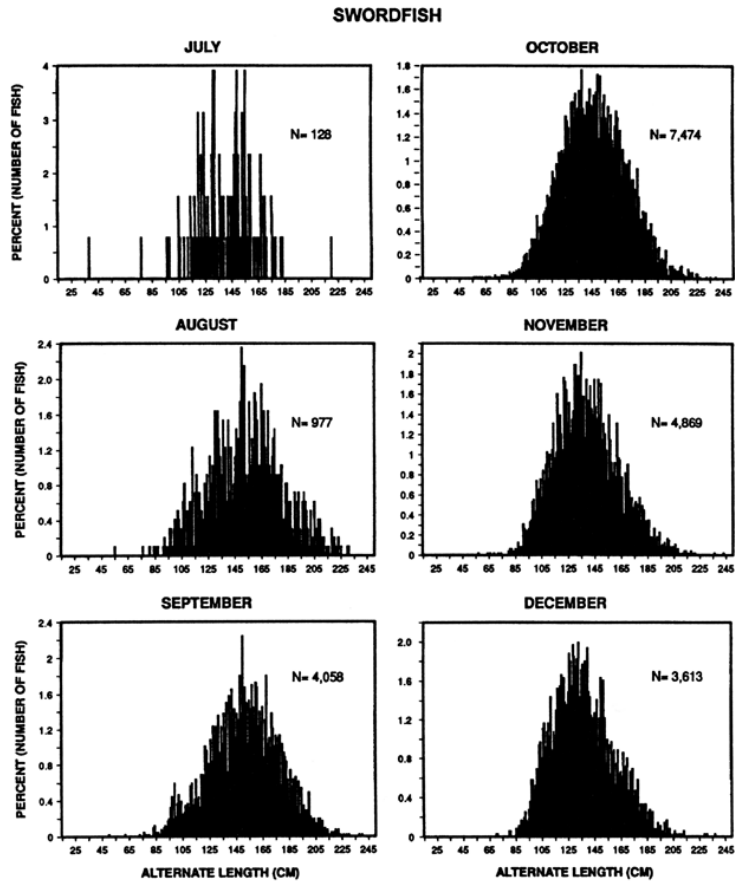 SWORDFISH
JULY
PERCENT (NUMBER OF FISH)
4
3
2
1
0
N= 128
25 45 65 85 105 125 145 165 185 205 225 245
OCTOBER
1.8
1.6
1.4
1.2
1
0.8
0.6
0.4
0.2
0
N= 7,474
25 45 65 85 105 125 145 165 185 205 225 245
AUGUST
PERCENT (NUMBER OF FISH)
2.4
2.0
1.6
1.2
0.8
0.4
0
N= 977
25 45 65 85 105 125 145 165 185 205 225 245
NOVEMBER
2
1.8
1.6
1.4
1.2
1
0.8
0.6
0.4
0.2
0
N= 4,869
25 45 65 85 105 125 145 165 185 205 225 245
SEPTEMBER
PERCENT (NUMBER OF FISH)
2.4
2.0
1.6
1.2
0.8
0.4
0
N= 4,058
25 45 65 85 105 125 145 165 185 205 225 245
ALTERNATE LENGTH (CM)
DECEMBER
2.0
1.6
1.2
0.8
0.4
0
N= 3,613
25 45 65 85 105 125 145 165 185 205 225 245
ALTERNATE LENGTH (CM)